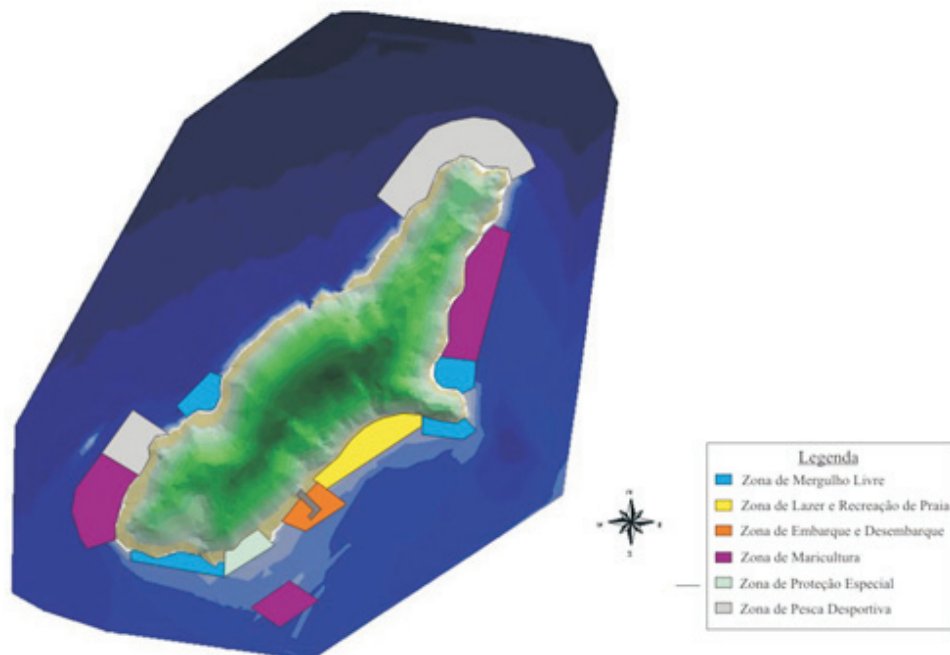 Legenda
Zona de Mergulho Livre
Zona de Lazer e Recreação de Praia
Zona de Embarque e Desembarque
Zona de Maricultura
Zona de Proteção Especial
Zona de Pesca Desportiva
S